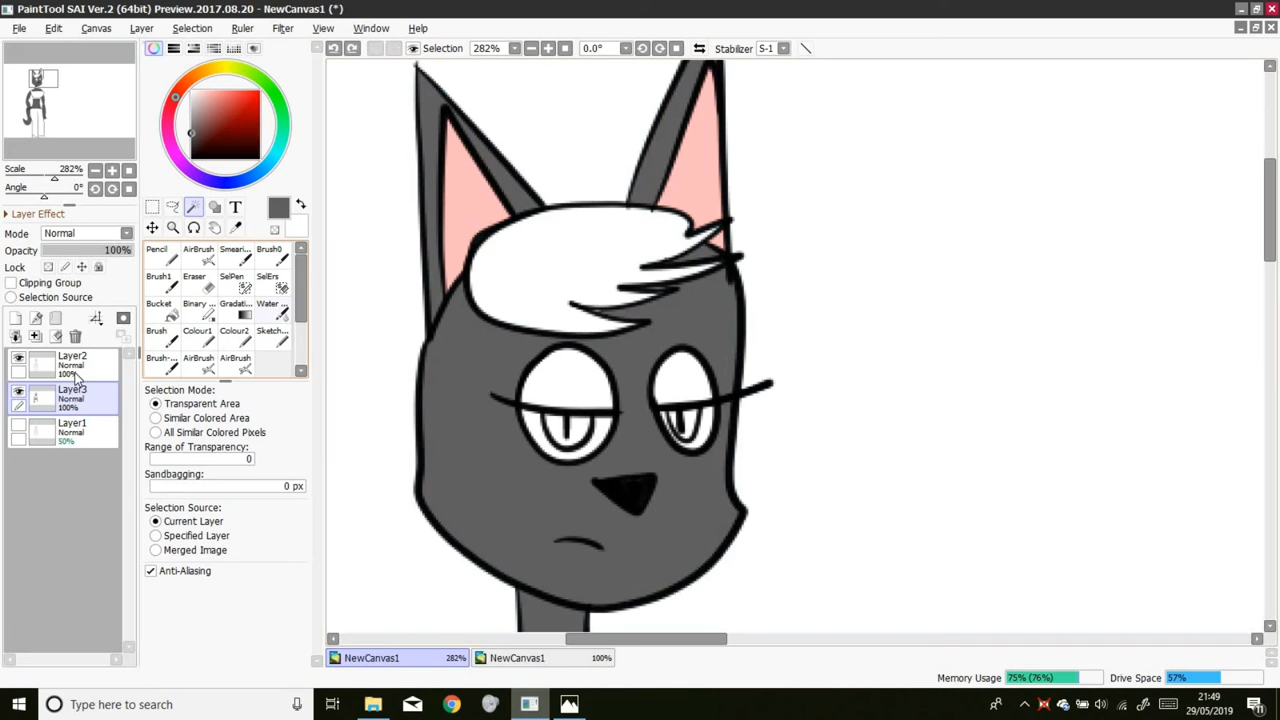 PaintTool SAI Ver.2 (64bit) Preview.2017.08.20 - NewCanvas1 (*)
File Edit Canvas Layer Selection Ruler Filter View Window Help
Selection 282% 0.0° Stabilizer S-1
Scale 282%
Angle 0°
Layer Effect
Mode Normal
Opacity 100%
Lock
Clipping Group
Selection Source
Layer2
Normal
100%
Layer3
Normal
100%
Layer1
Normal
50%
T
Pencil AirBrush Smeari... Brush0
Brush1 Eraser SelPen SelErs
Bucket Binary ... Gradati... Water ...
Brush Colour1 Colour2 Sketch...
Brush-... AirBrush AirBrush
Selection Mode:
Transparent Area
Similar Colored Area
All Similar Colored Pixels
Range of Transparency:
0
Sandbagging:
0 px
Selection Source:
Current Layer
Specified Layer
Merged Image
Anti-Aliasing
NewCanvas1 282% NewCanvas1 100%
Memory Usage 75% (76%) Drive Space 57%
Type here to search
21:49
29/05/2019
11